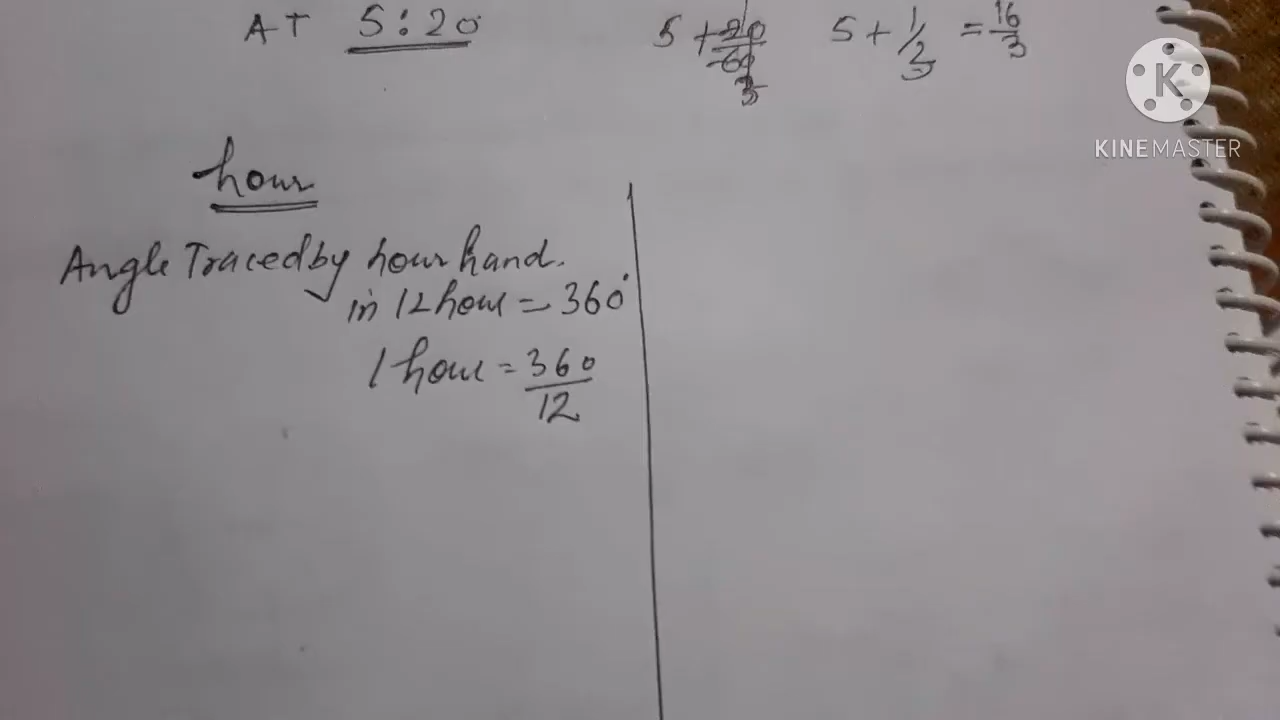 AT 5:20 5 + 20/60 3 5 + 1/3 = 16/3
K
KINEMASTER
hour
Angle Traced by hour hand.
in 12 hour = 360°
1 hour = 360/12